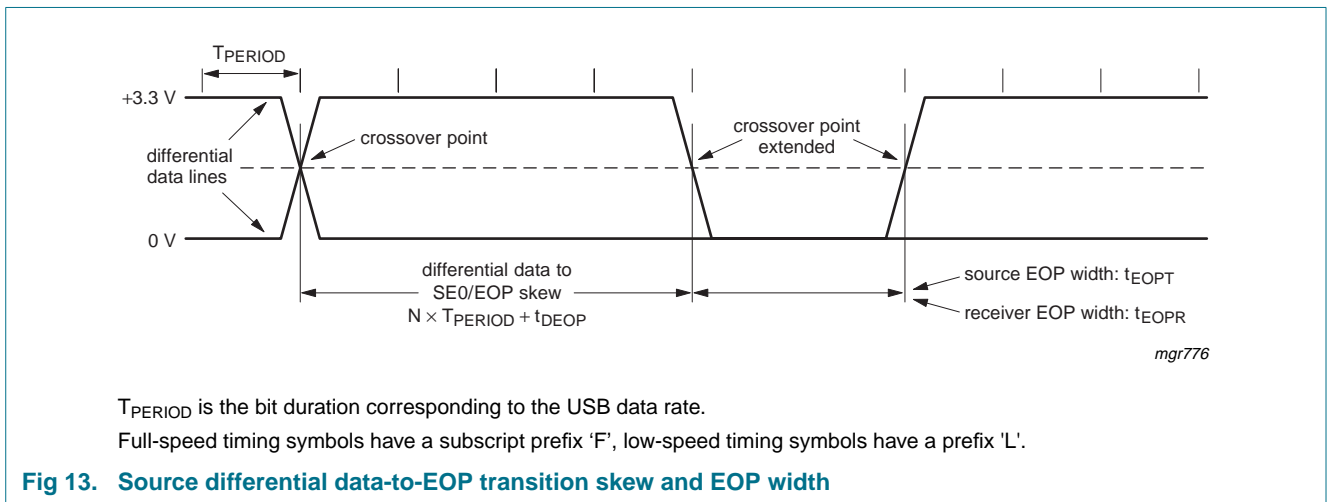 TPERIOD
+3.3 V
crossover point
crossover point
extended
differential
data lines
0 V
differential data to
SE0/EOP skew
N × TPERIOD + tDEOP
source EOP width: tEOPT
receiver EOP width: tEOPR
mgr776
TPERIOD is the bit duration corresponding to the USB data rate.
Full-speed timing symbols have a subscript prefix ‘F’, low-speed timing symbols have a prefix 'L'.
Fig 13. Source differential data-to-EOP transition skew and EOP width